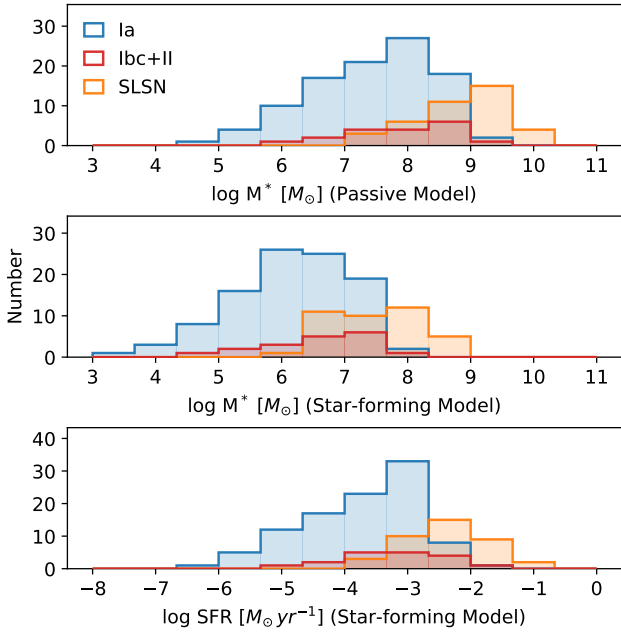 Ia
Ibc+II
SLSN
30
20
10
0
3 4 5 6 7 8 9 10 11
log M* [M⊙] (Passive Model)
30
20
10
0
Number
3 4 5 6 7 8 9 10 11
log M* [M⊙] (Star-forming Model)
40
30
20
10
0
−8 −7 −6 −5 −4 −3 −2 −1 0
log SFR [M⊙ yr⁻¹] (Star-forming Model)